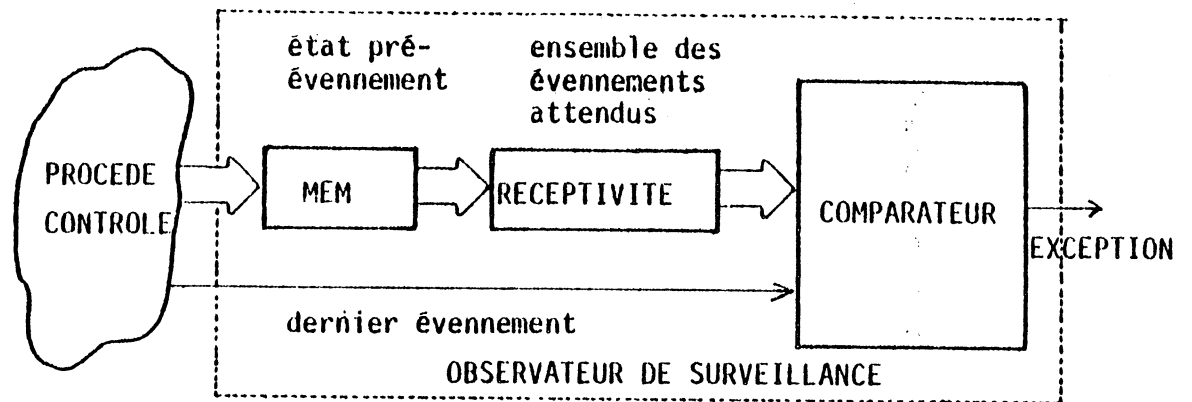 état pré-
évennement
ensemble des
évennements
attendus
PROCEDE
CONTROLE
MEM
RECEPTIVITE
COMPARATEUR
EXCEPTION
dernier évennement
OBSERVATEUR DE SURVEILLANCE